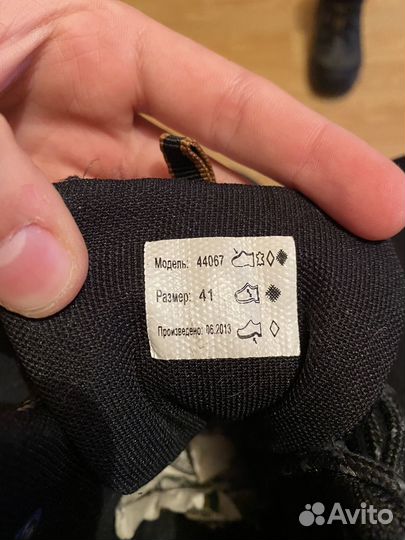 Модель: 44067
Размер: 41
Произведено: 06.2013
Avito